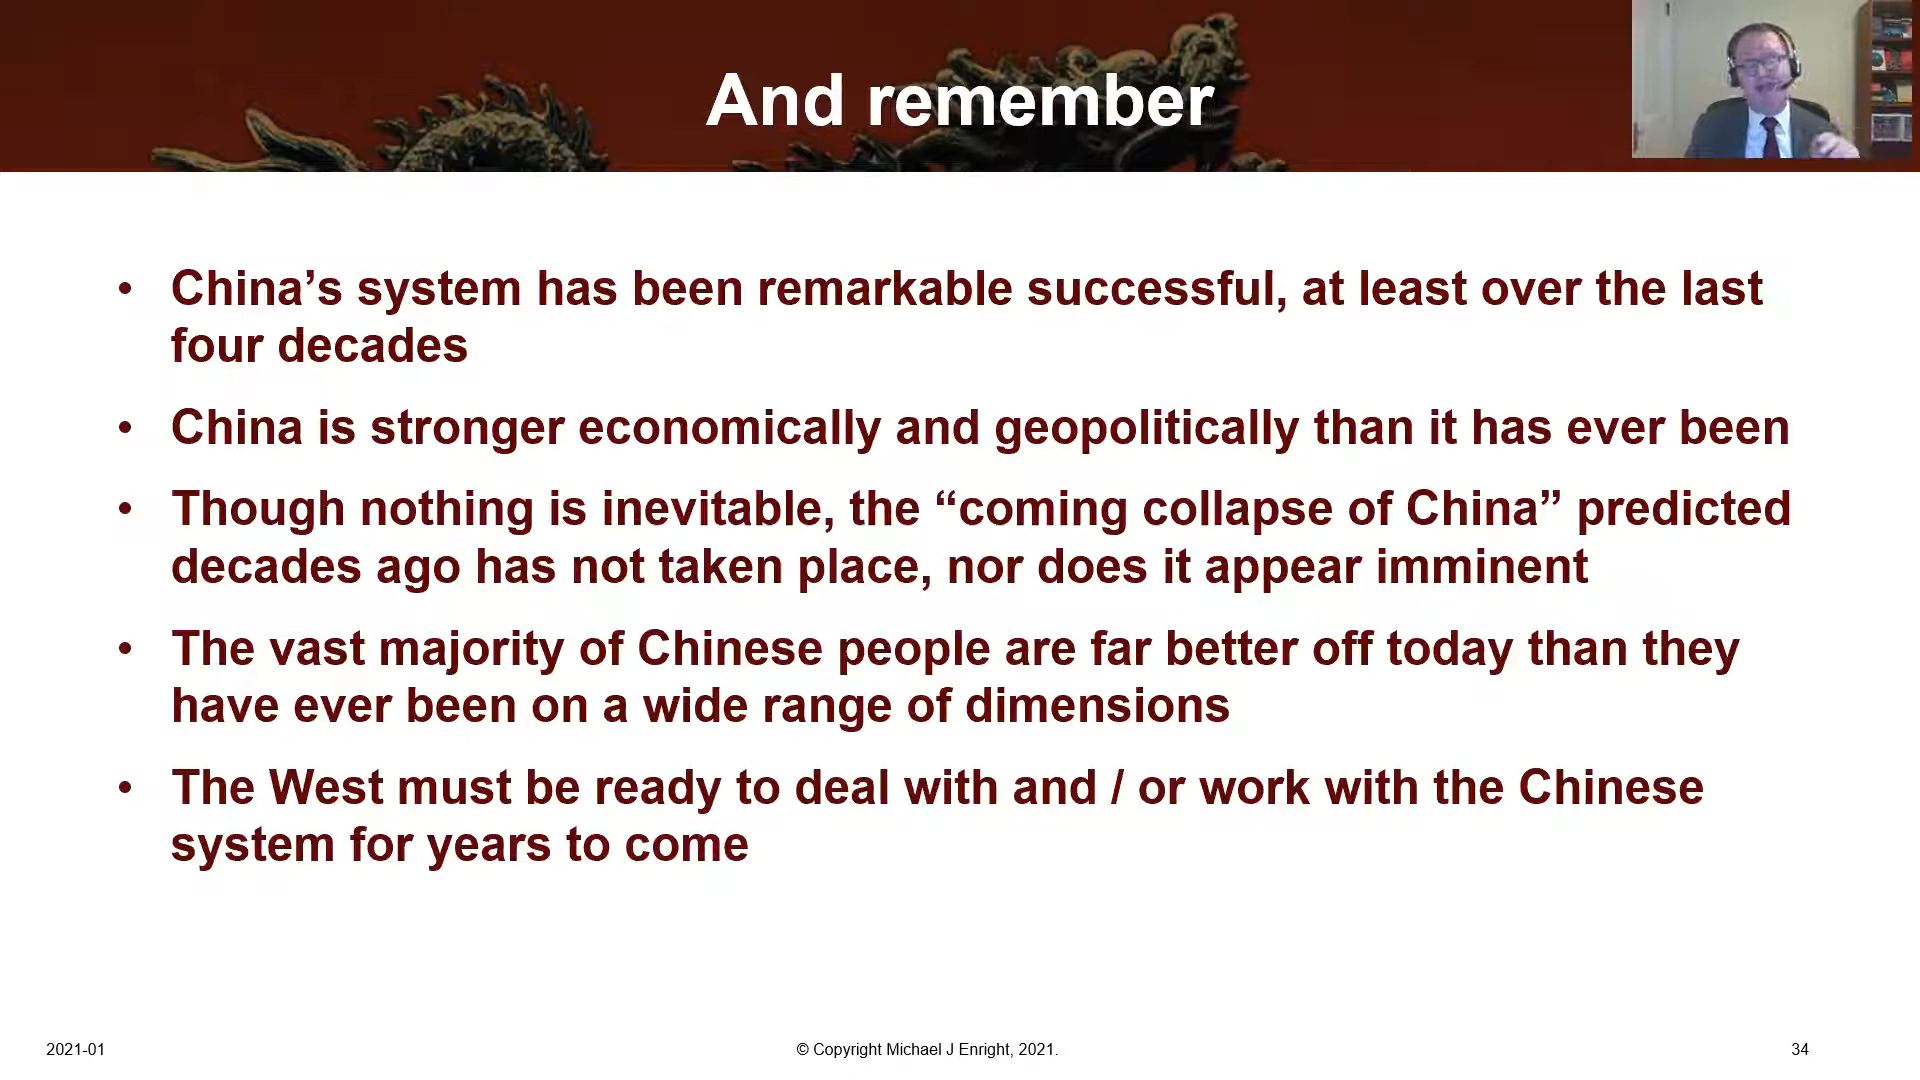 And remember
• China’s system has been remarkable successful, at least over the last
four decades
• China is stronger economically and geopolitically than it has ever been
• Though nothing is inevitable, the “coming collapse of China” predicted
decades ago has not taken place, nor does it appear imminent
• The vast majority of Chinese people are far better off today than they
have ever been on a wide range of dimensions
• The West must be ready to deal with and / or work with the Chinese
system for years to come
2021-01
© Copyright Michael J Enright, 2021.
34